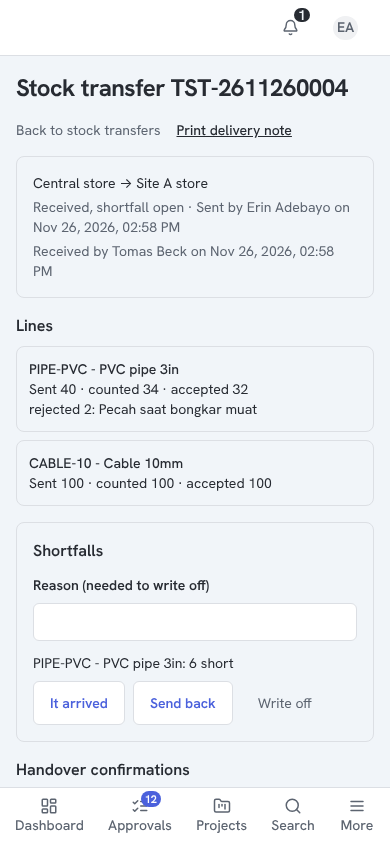 1
EA
Stock transfer TST-2611260004
Back to stock transfers Print delivery note
Central store → Site A store
Received, shortfall open · Sent by Erin Adebayo on
Nov 26, 2026, 02:58 PM
Received by Tomas Beck on Nov 26, 2026, 02:58
PM
Lines
PIPE-PVC - PVC pipe 3in
Sent 40 · counted 34 · accepted 32
rejected 2: Pecah saat bongkar muat
CABLE-10 - Cable 10mm
Sent 100 · counted 100 · accepted 100
Shortfalls
Reason (needed to write off)
PIPE-PVC - PVC pipe 3in: 6 short
It arrived Send back Write off
Handover confirmations
12
Dashboard Approvals Projects Search More